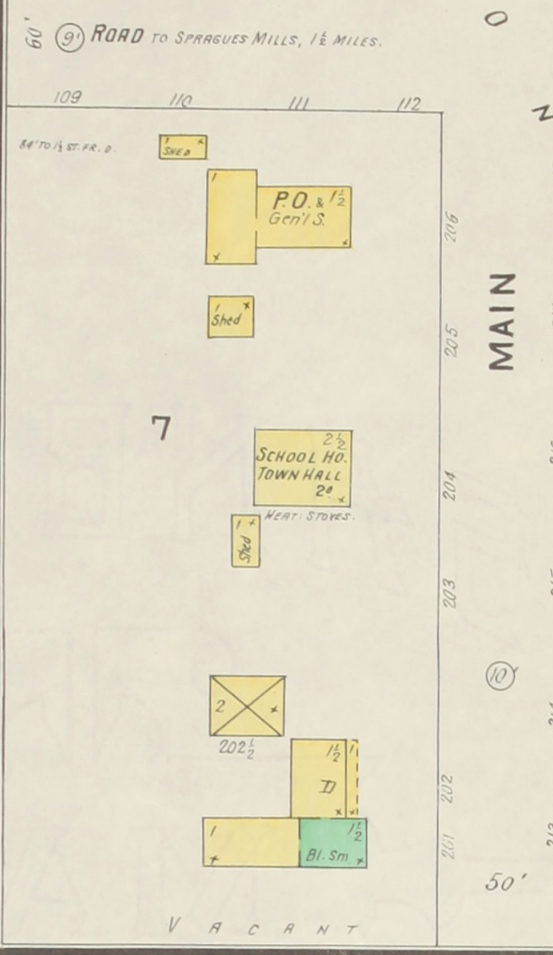 60' 9' ROAD TO SPRAGUES MILLS, 1½ MILES.
109 110 111 112
84' TO 1½ ST. FR. D.
1 x
SHED
1
P.O. & 1½
Gen'l S.
x x
206
1 x
Shed
205
MAIN
7
2½
SCHOOL HO.
TOWN HALL
2º x
HEAT: STOVES.
204
1 x
Shed
203
2 x
202½
10
1½ 1
D
x x
202
1 1½
x Bl. Sm. x
201
50'
VACANT